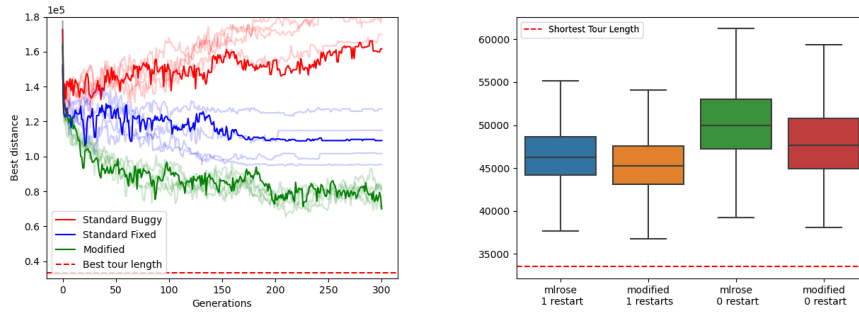 1e5
1.8
1.6
1.4
1.2
1.0
0.8
0.6
0.4
Best distance
Standard Buggy
Standard Fixed
Modified
Best tour length
0 50 100 150 200 250 300
Generations
Shortest Tour Length
60000
55000
50000
45000
40000
35000
mlrose modified mlrose modified
1 restart 1 restarts 0 restart 0 restart